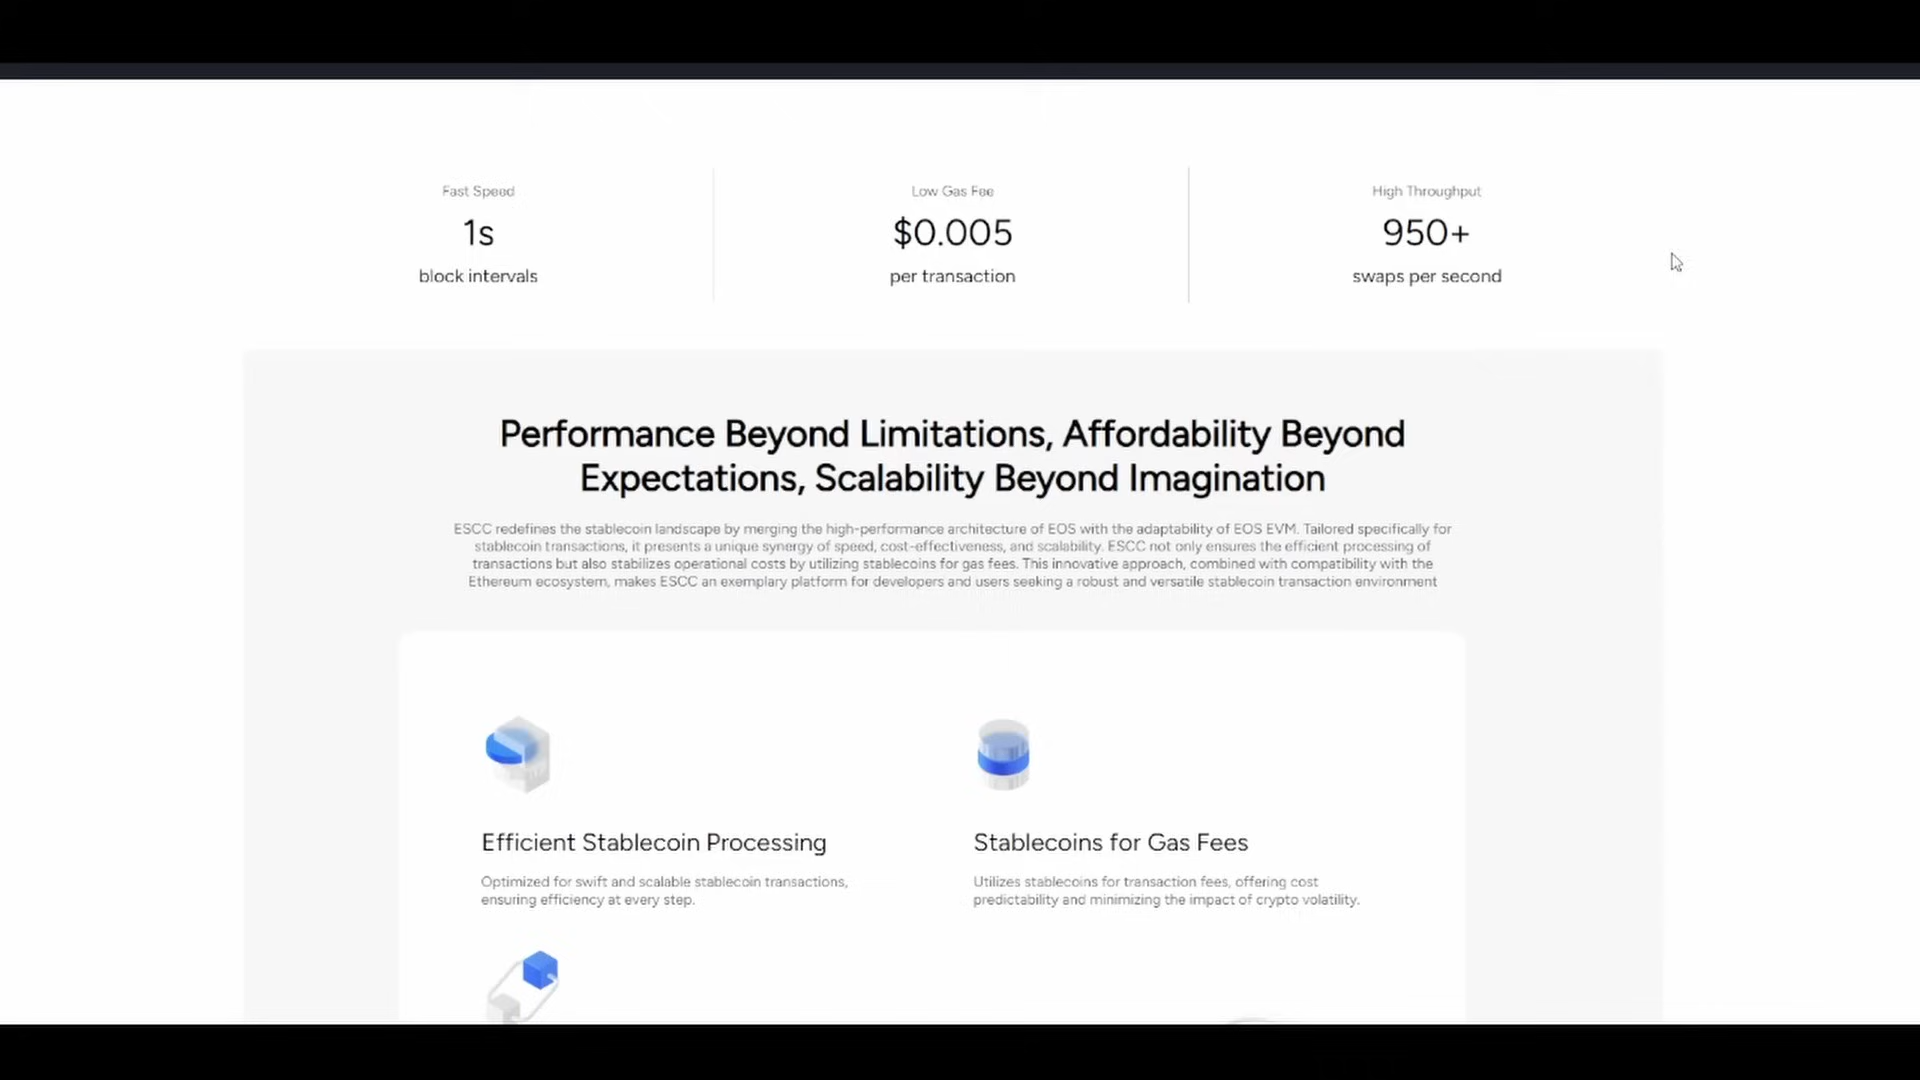 Fast Speed
1s
block intervals
Low Gas Fee
$0.005
per transaction
High Throughput
950+
swaps per second
Performance Beyond Limitations, Affordability Beyond
Expectations, Scalability Beyond Imagination
ESCC redefines the stablecoin landscape by merging the high-performance architecture of EOS with the adaptability of EOS EVM. Tailored specifically for
stablecoin transactions, it presents a unique synergy of speed, cost-effectiveness, and scalability. ESCC not only ensures the efficient processing of
transactions but also stabilizes operational costs by utilizing stablecoins for gas fees. This innovative approach, combined with compatibility with the
Ethereum ecosystem, makes ESCC an exemplary platform for developers and users seeking a robust and versatile stablecoin transaction environment
Efficient Stablecoin Processing
Optimized for swift and scalable stablecoin transactions,
ensuring efficiency at every step.
Stablecoins for Gas Fees
Utilizes stablecoins for transaction fees, offering cost
predictability and minimizing the impact of crypto volatility.